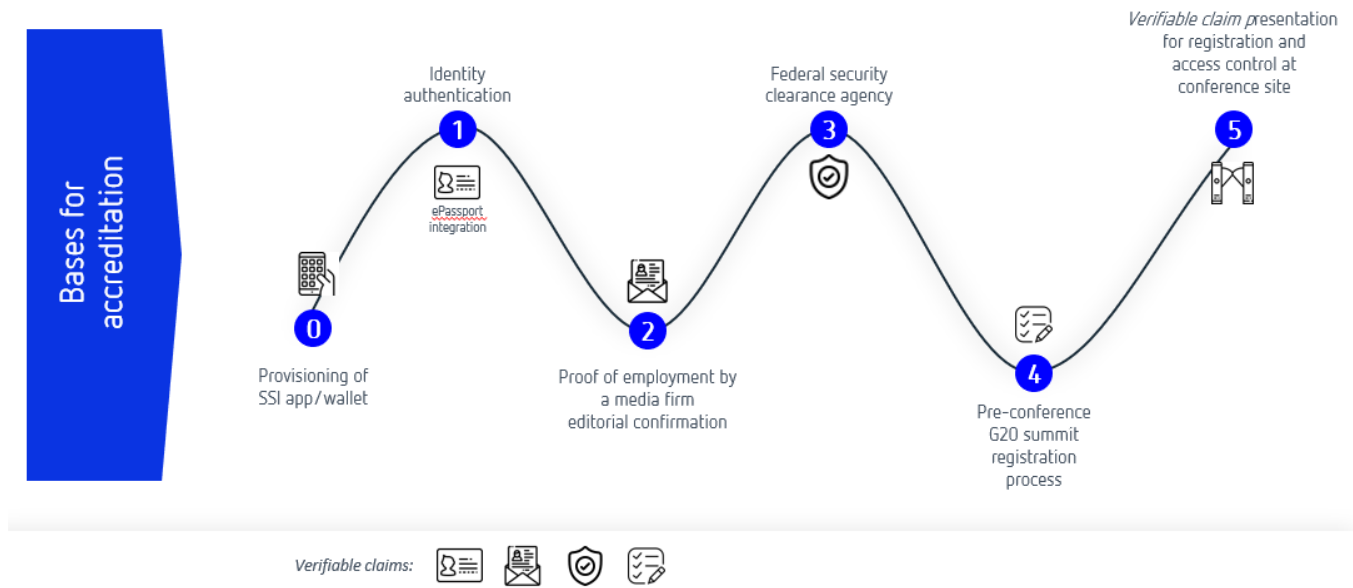 Bases for
accreditation
0
Provisioning of
SSI app/wallet
Identity
authentication
1
ePassport
integration
2
Proof of employment by
a media firm
editorial confirmation
Federal security
clearance agency
3
4
Pre-conference
G20 summit
registration
process
Verifiable claim presentation
for registration and
access control at
conference site
5
Verifiable claims: